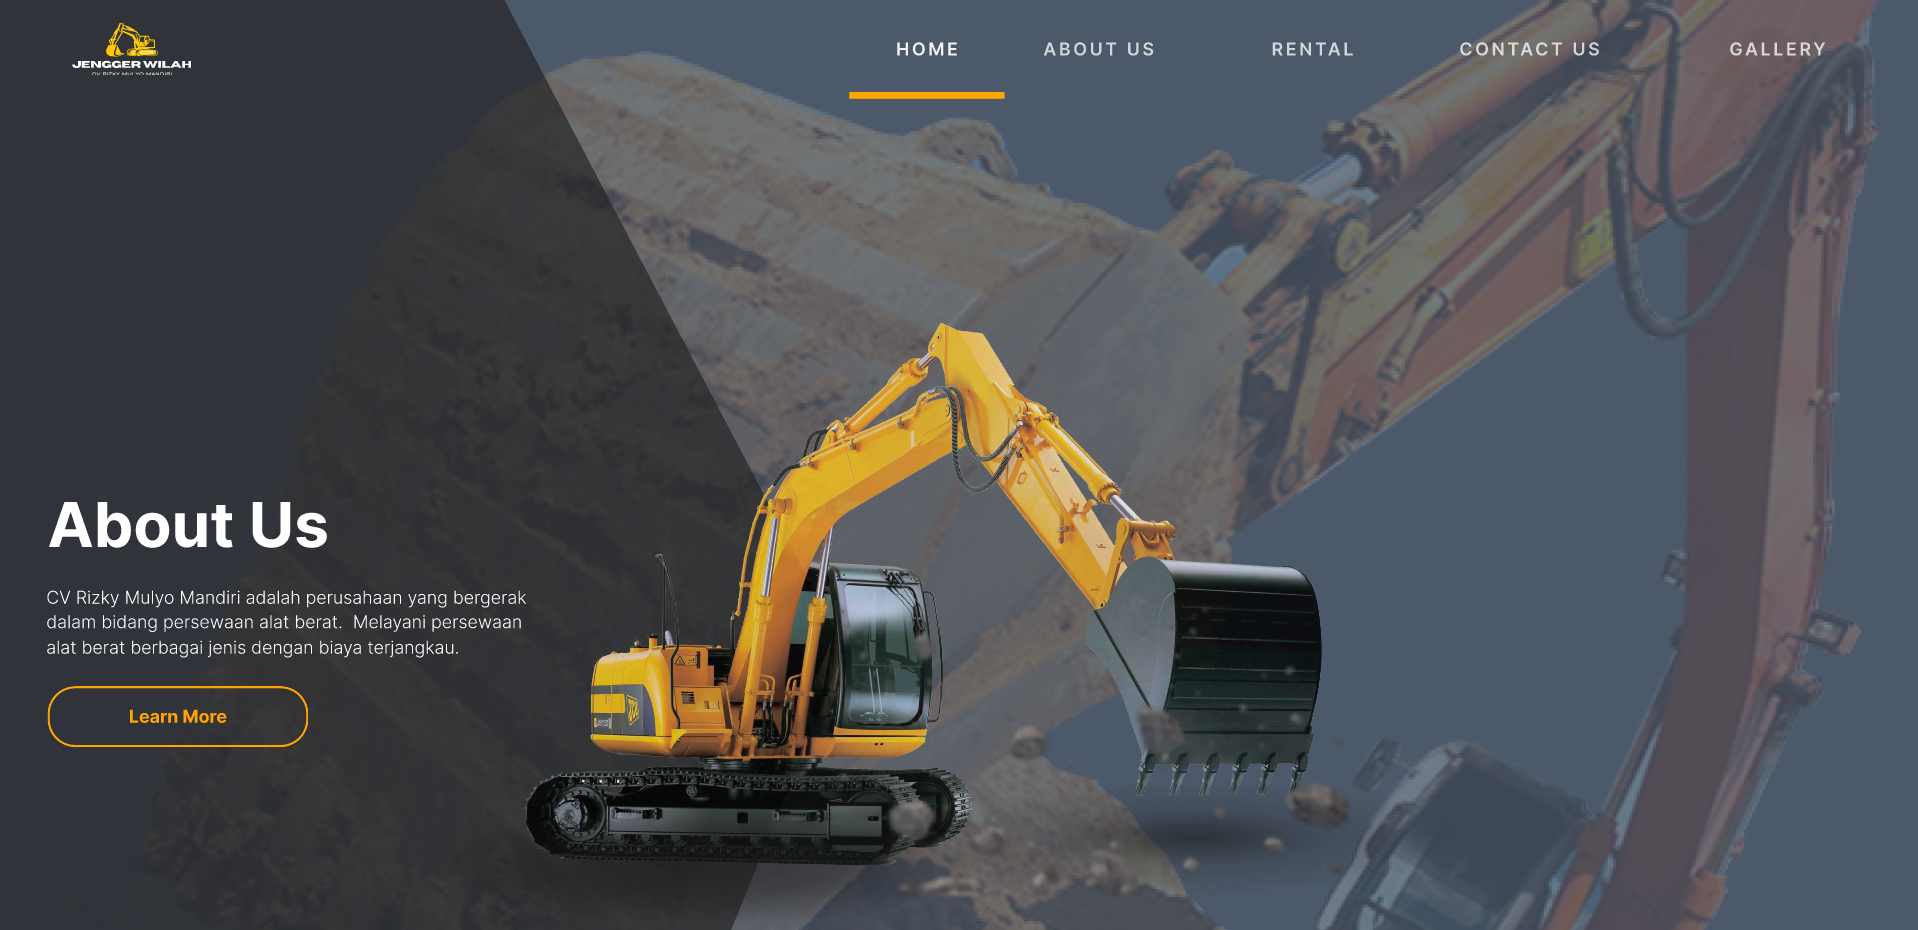 JENGGER WILAH
CV RIZKY MULYO MANDIRI
HOME
ABOUT US
RENTAL
CONTACT US
GALLERY
About Us
CV Rizky Mulyo Mandiri adalah perusahaan yang bergerak
dalam bidang persewaan alat berat.  Melayani persewaan
alat berat berbagai jenis dengan biaya terjangkau.
Learn More
JCB